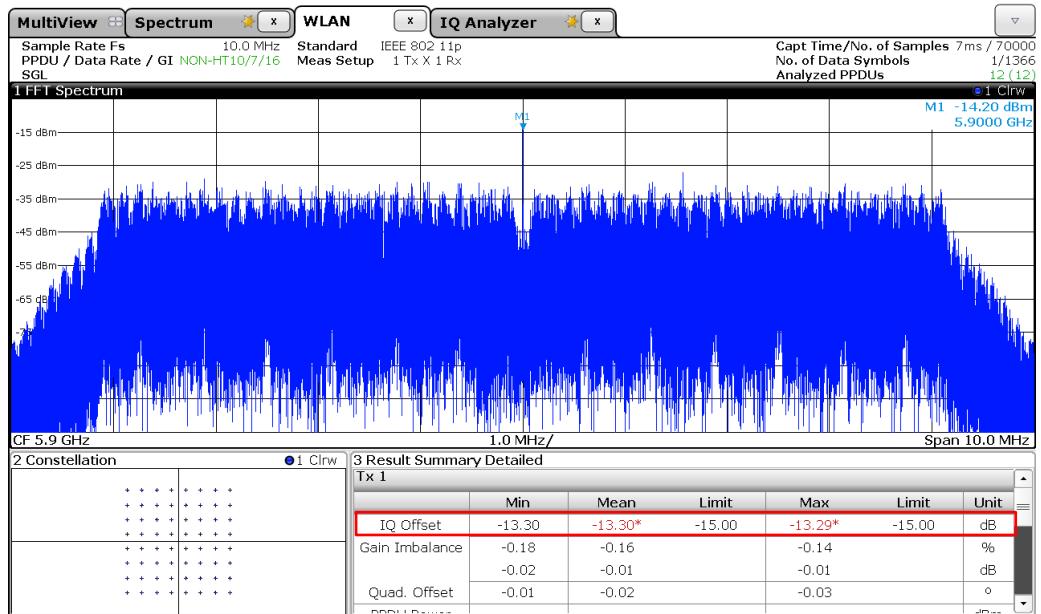 MultiView Spectrum x WLAN x IQ Analyzer x
Sample Rate Fs 10.0 MHz Standard IEEE 802 11p Capt Time/No. of Samples 7ms / 70000
PPDU / Data Rate / GI NON-HT10/7/16 Meas Setup 1 Tx X 1 Rx No. of Data Symbols 1/1366
SGL Analyzed PPDUs 12 (12)
1 FFT Spectrum 1 Clrw
M1 -14.20 dBm
5.9000 GHz
M1
-15 dBm
-25 dBm
-35 dBm
-45 dBm
-55 dBm
-65 dBm
CF 5.9 GHz 1.0 MHz/ Span 10.0 MHz
2 Constellation 1 Clrw 3 Result Summary Detailed
Tx 1
Min Mean Limit Max Limit Unit
IQ Offset -13.30 -13.30* -15.00 -13.29* -15.00 dB
Gain Imbalance -0.18 -0.16 -0.14 %
-0.02 -0.01 -0.01 dB
Quad. Offset -0.01 -0.02 -0.03 °